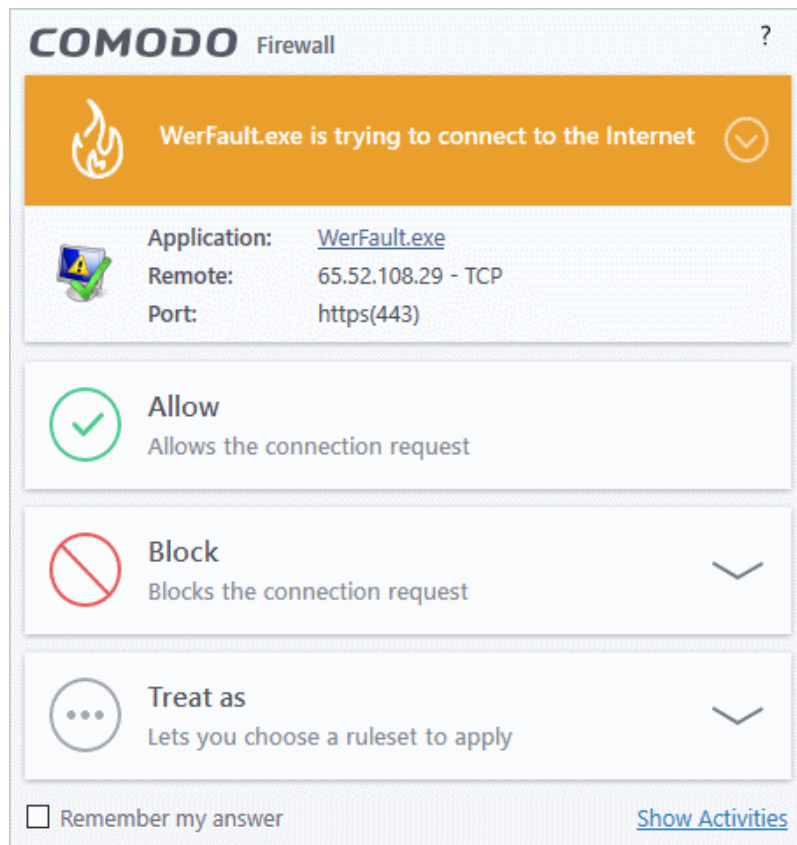 COMODO Firewall ?
WerFault.exe is trying to connect to the Internet
Application: WerFault.exe
Remote: 65.52.108.29 - TCP
Port: https(443)
Allow
Allows the connection request
Block
Blocks the connection request
Treat as
Lets you choose a ruleset to apply
Remember my answer Show Activities